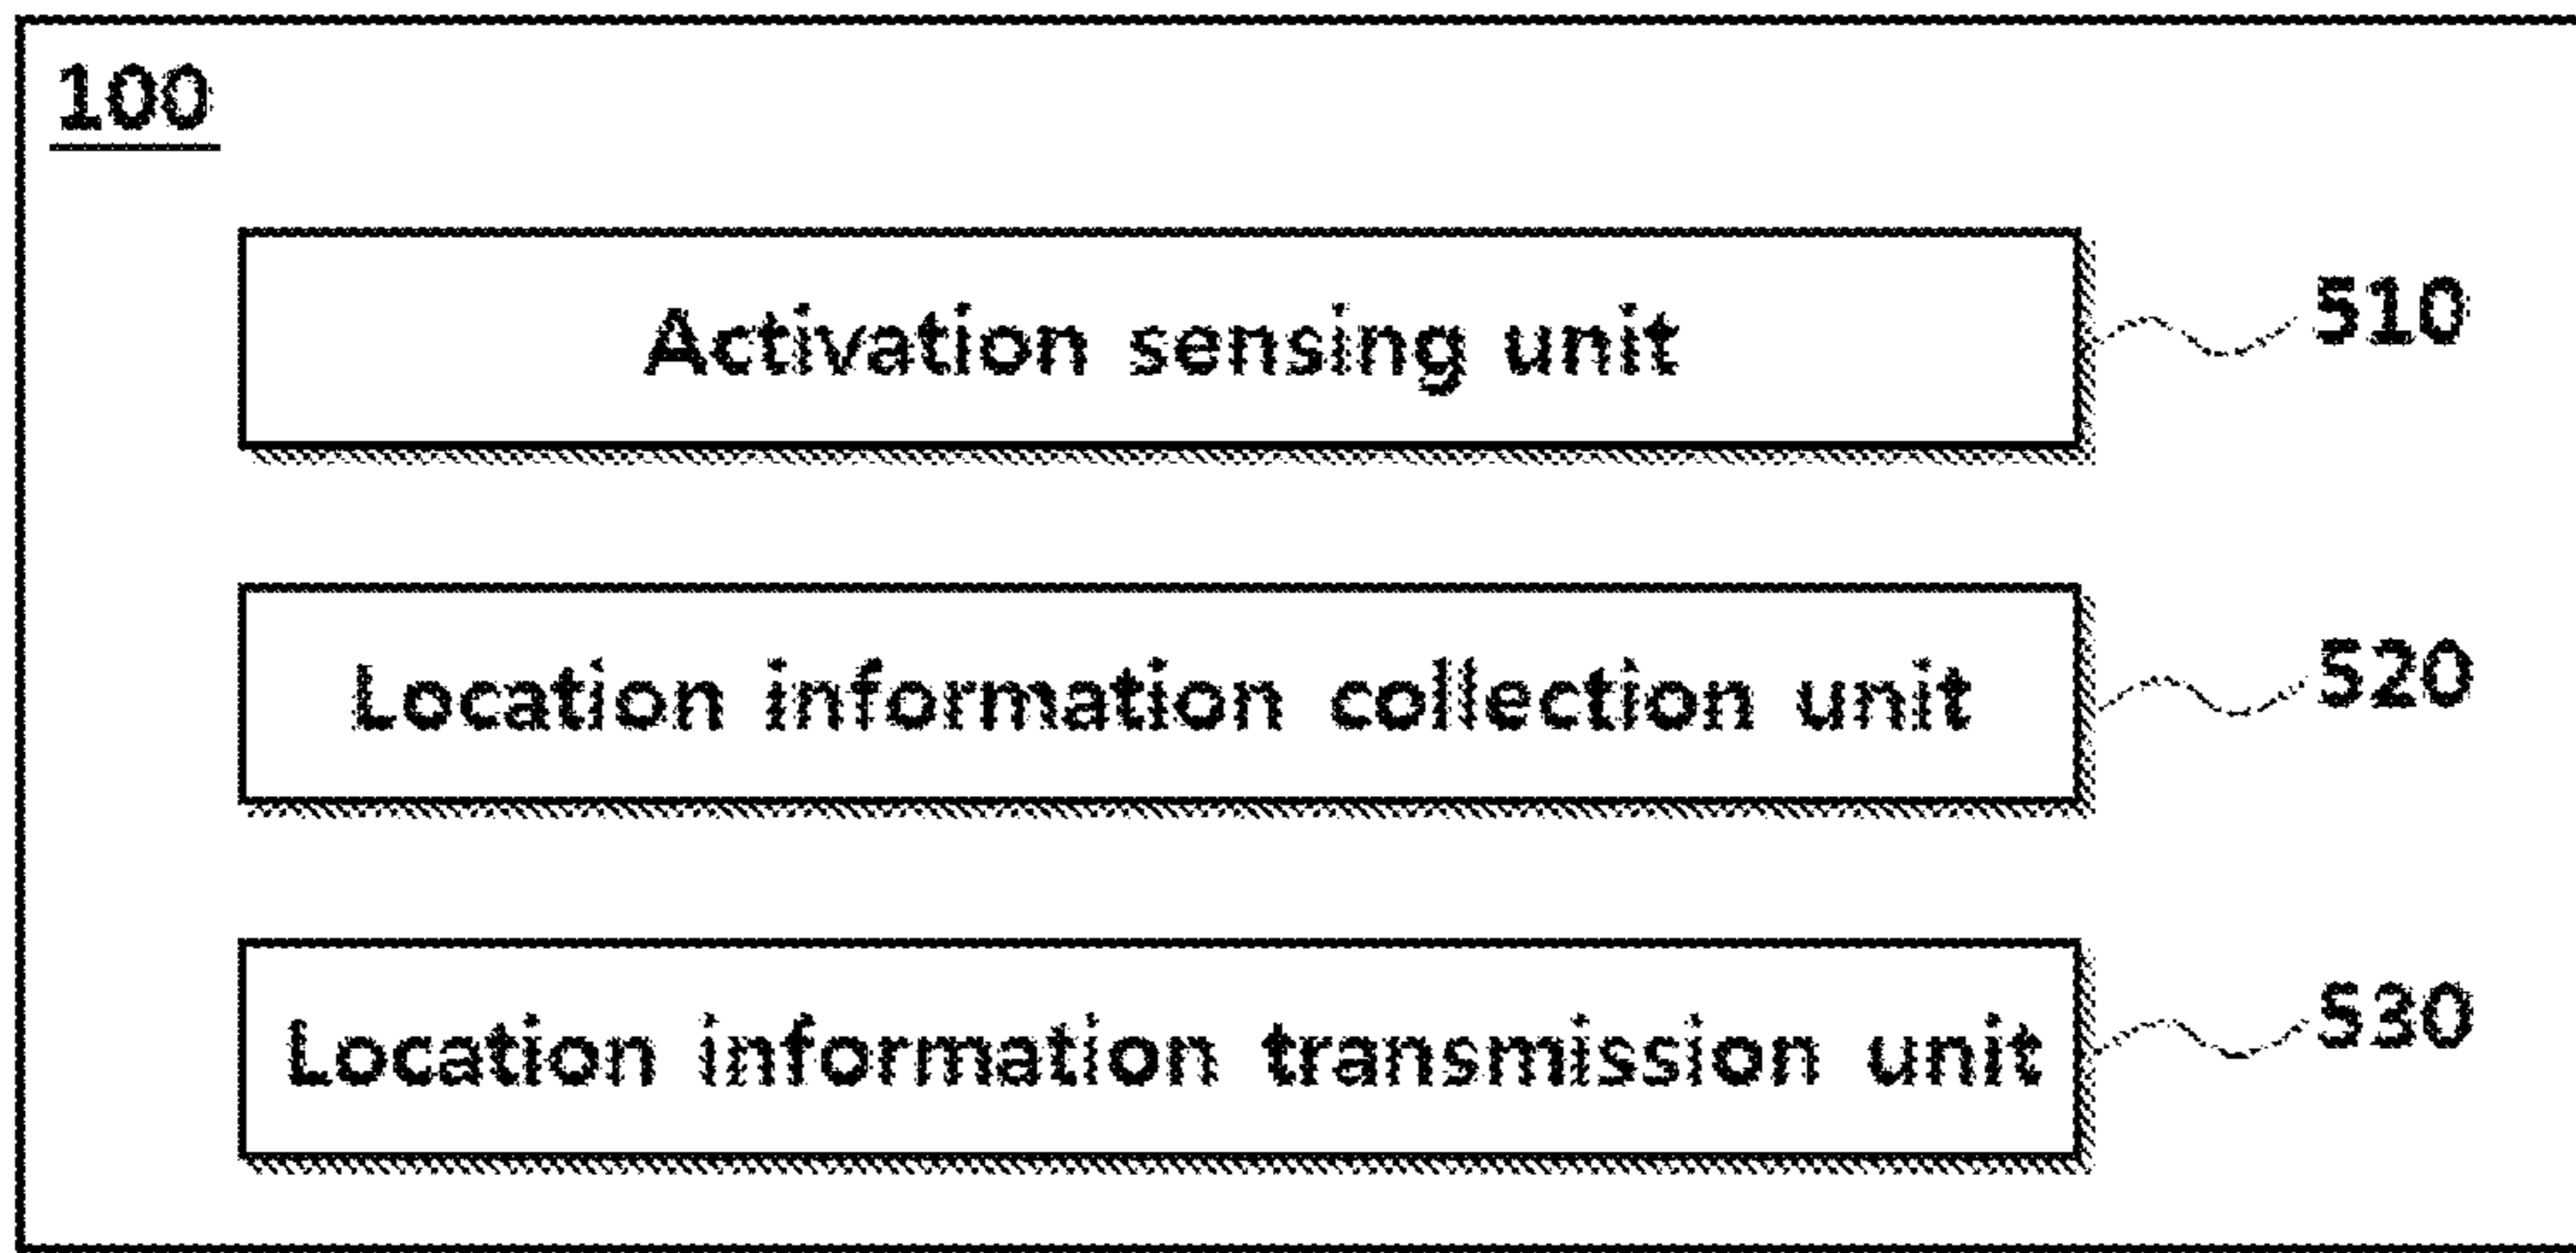 100
Activation sensing unit 510
Location information collection unit 520
Location information transmission unit 530